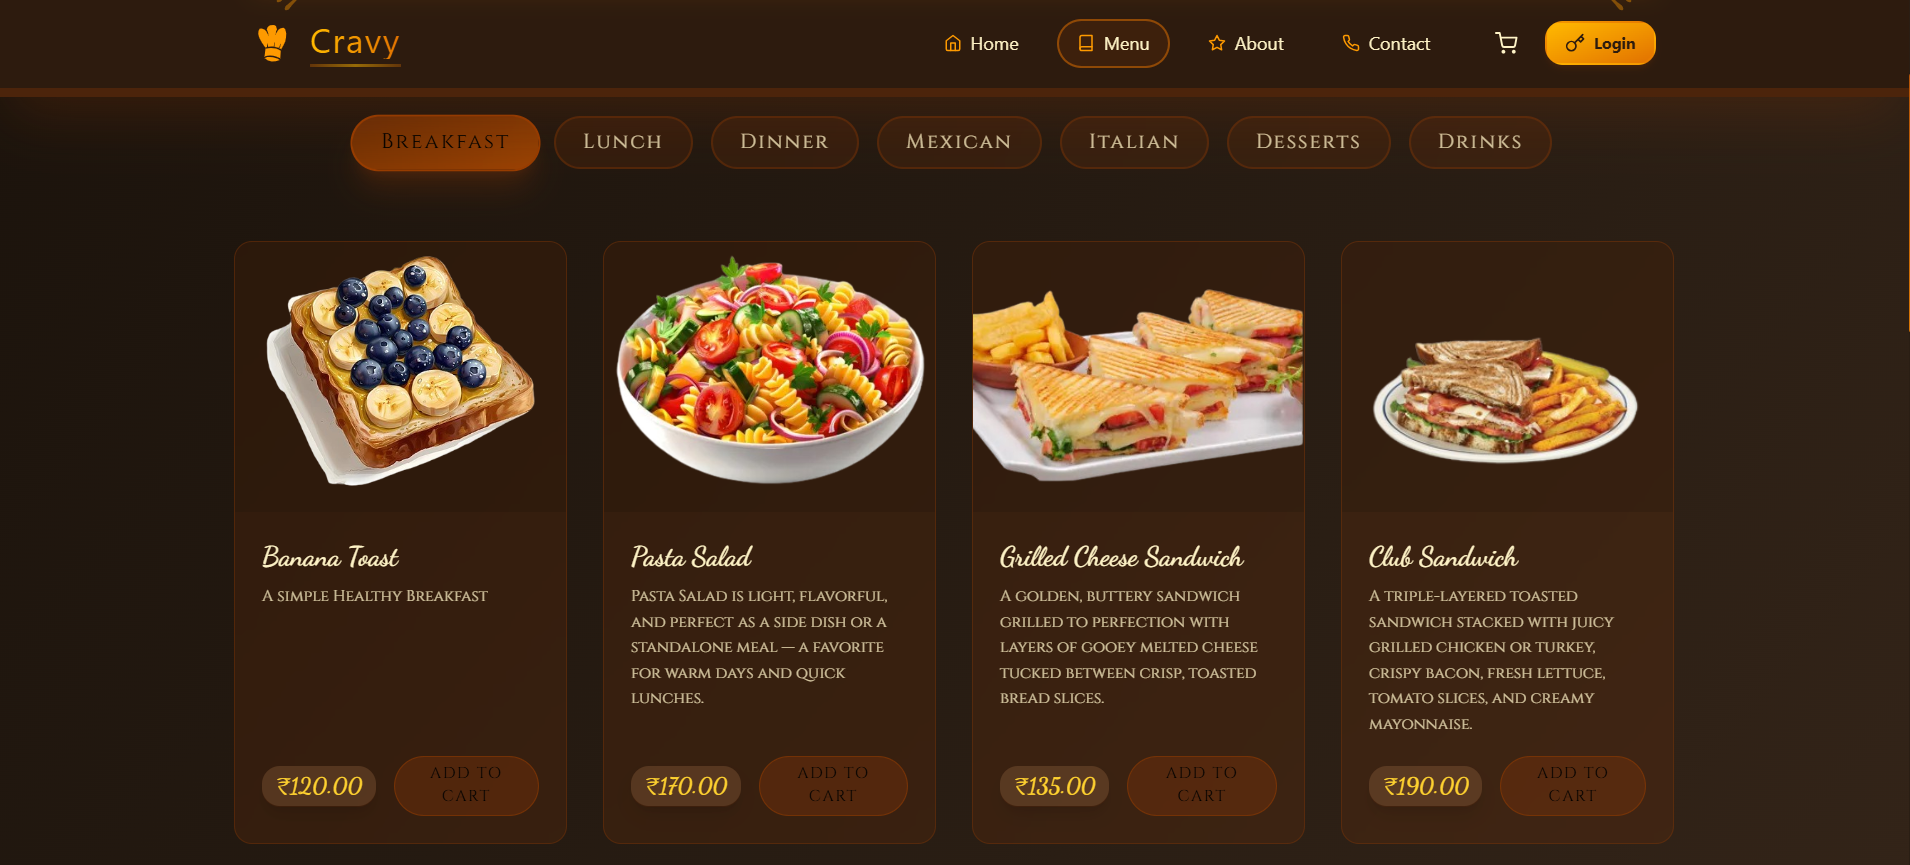 Cravy
Home
Menu
About
Contact
Login
Breakfast
Lunch
Dinner
Mexican
Italian
Desserts
Drinks
Banana Toast
A simple Healthy Breakfast
₹120.00
ADD TO
CART
Pasta Salad
Pasta Salad is light, flavorful,
and perfect as a side dish or a
standalone meal — a favorite
for warm days and quick
lunches.
₹170.00
ADD TO
CART
Grilled Cheese Sandwich
A golden, buttery sandwich
grilled to perfection with
layers of gooey melted cheese
tucked between crisp, toasted
bread slices.
₹135.00
ADD TO
CART
Club Sandwich
A triple-layered toasted
sandwich stacked with juicy
grilled chicken or turkey,
crispy bacon, fresh lettuce,
tomato slices, and creamy
mayonnaise.
₹190.00
ADD TO
CART